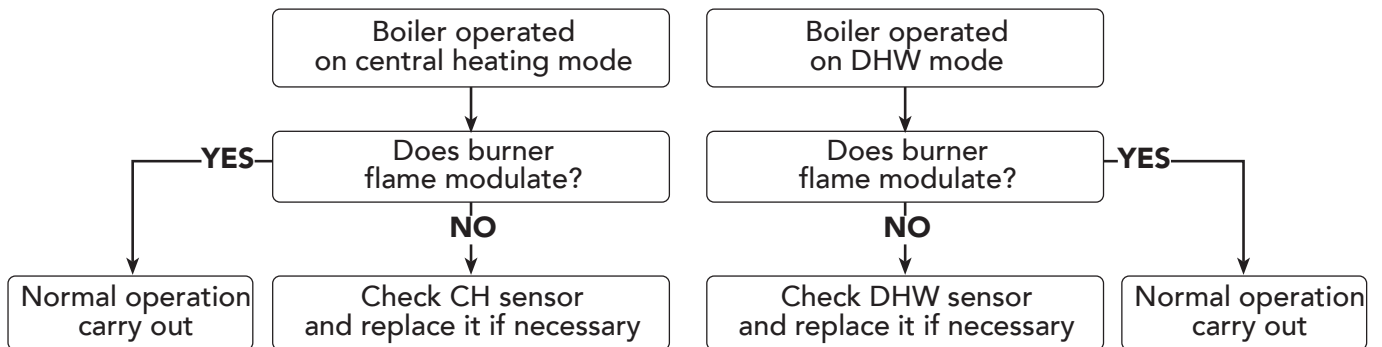 Boiler operated
on central heating mode
Boiler operated
on DHW mode
YES
Does burner
flame modulate?
Does burner
flame modulate?
YES
NO
NO
Normal operation
carry out
Check CH sensor
and replace it if necessary
Check DHW sensor
and replace it if necessary
Normal operation
carry out